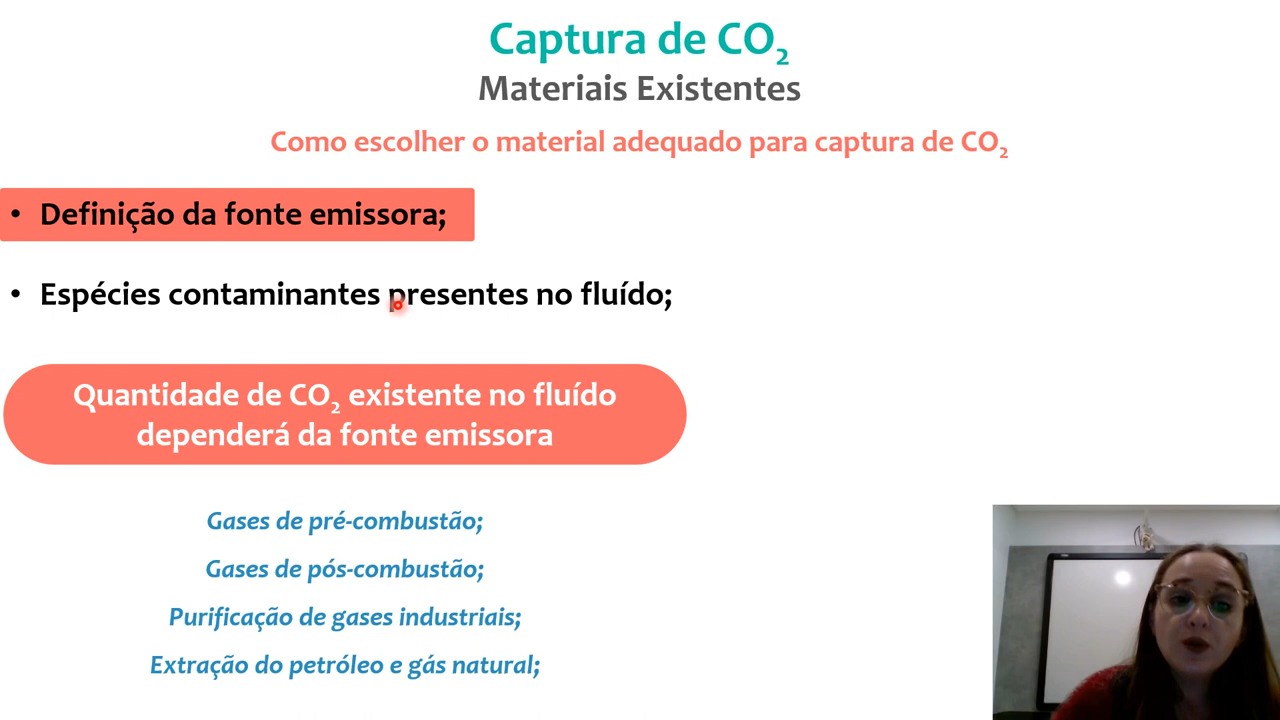 Captura de CO₂
Materiais Existentes
Como escolher o material adequado para captura de CO₂
• Definição da fonte emissora;
• Espécies contaminantes presentes no fluído;
Quantidade de CO₂ existente no fluído
dependerá da fonte emissora
Gases de pré-combustão;
Gases de pós-combustão;
Purificação de gases industriais;
Extração do petróleo e gás natural;